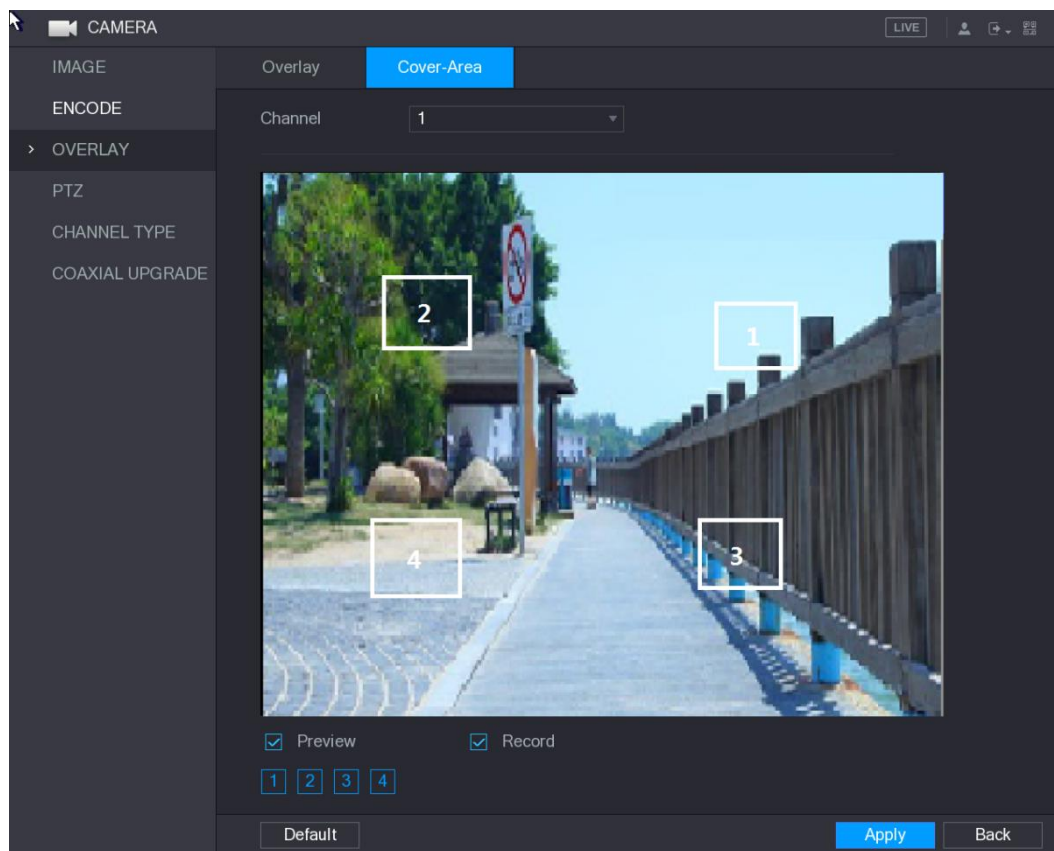 CAMERA LIVE
IMAGE
Overlay Cover-Area
ENCODE
Channel 1
OVERLAY
PTZ
CHANNEL TYPE
COAXIAL UPGRADE
2
1
4
3
Preview Record
1 2 3 4
Default Apply Back